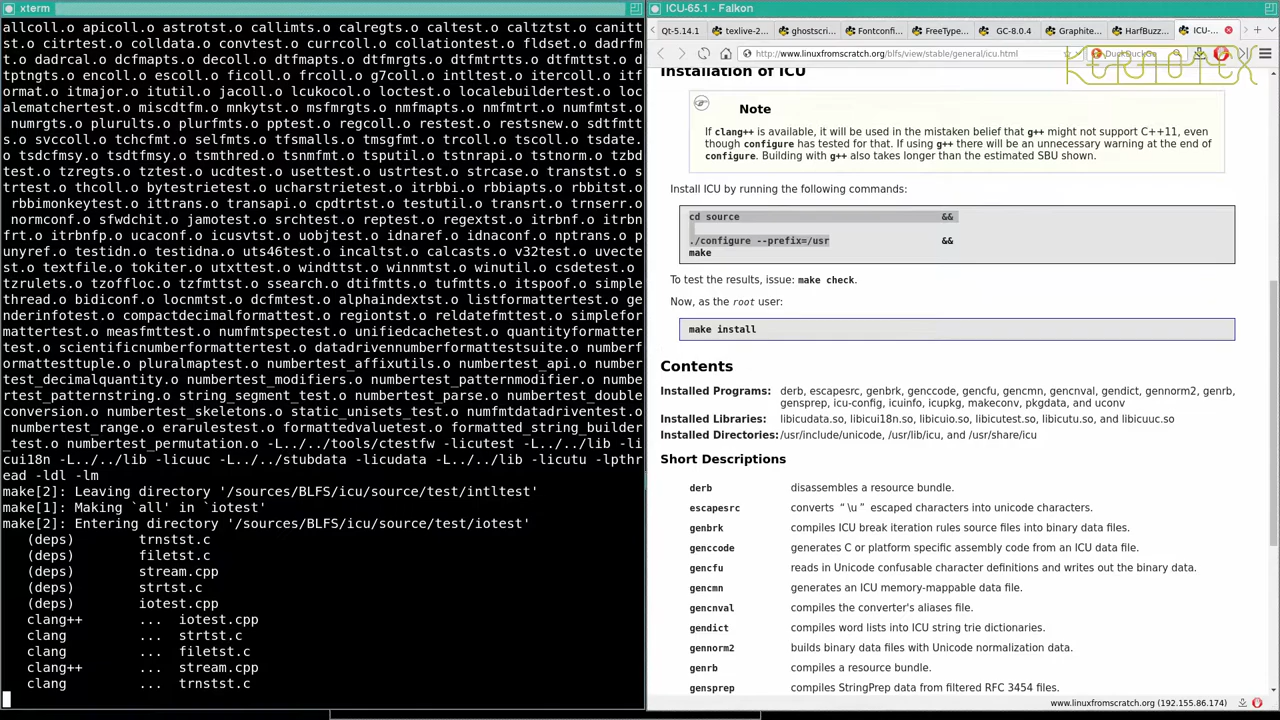 xterm
allcoll.o apicoll.o astrotst.o callimts.o calregts.o caltest.o caltztst.o canitt
st.o citrtest.o colldata.o convtest.o currcoll.o collationtest.o fldset.o dadrfm
t.o dadrcal.o dcfmapts.o decoll.o dtfmapts.o dtfmrgts.o dtfmtrtts.o dtfmttst.o
dtptngts.o encoll.o escoll.o ficoll.o frcoll.o g7coll.o intltest.o itercoll.o itf
ormat.o itmajor.o itutil.o jacoll.o lcukocol.o loctest.o localebuildertest.o loc
alematchertest.o miscdtfm.o mnkytst.o msfmrgts.o nmfmapts.o nmfmtrt.o numfmtst.o
numrgts.o plurults.o plurfmts.o pptest.o regcoll.o restest.o restsnew.o sdtfmtt
s.o svccoll.o tchcfmt.o selfmts.o tfsmalls.o tmsgfmt.o trcoll.o tscoll.o tsdate.
o tsdcfmsy.o tsdtfmsy.o tsmthred.o tsnmfmt.o tsputil.o tstnrapi.o tstnorm.o tzbd
test.o tzregts.o tztest.o ucdtest.o usettest.o ustrtest.o strcase.o transtst.o s
trtest.o thcoll.o bytestrietest.o ucharstrietest.o itrbbi.o rbbiapts.o rbbitst.o
rbbimonkeytest.o ittrans.o transapi.o cpdtrtst.o testutil.o transrt.o trnserr.o
normconf.o sfwdchit.o jamotest.o srchtest.o reptest.o regextst.o itrbnf.o itrbn
frt.o itrbnfp.o ucaconf.o icusvtst.o uobjtest.o idnaref.o idnaconf.o nptrans.o p
unyref.o testidn.o testidna.o uts46test.o incaltst.o calcasts.o v32test.o uvecte
st.o textfile.o tokiter.o utxttest.o windttst.o winnmtst.o winutil.o csdetest.o
tzrulets.o tzoffloc.o tzfmttst.o ssearch.o dtifmtts.o tufmtts.o itspoof.o simple
thread.o bidiconf.o locnmtst.o dcfmtest.o alphaindextst.o listformattertest.o ge
nderinfotest.o compactdecimalformattest.o regiontst.o reldatefmttest.o simplefor
mattertest.o measfmttest.o numfmtspectest.o unifiedcachetest.o quantityformatter
test.o scientificnumberformattertest.o datadrivennumberformattestsuite.o numberf
ormattesttuple.o pluralmaptest.o numbertest_affixutils.o numbertest_api.o numbe
rtest_decimalquantity.o numbertest_modifiers.o numbertest_patternmodifier.o numbe
rtest_patternstring.o string_segment_test.o numbertest_parse.o numbertest_double
conversion.o numbertest_skeletons.o static_unisets_test.o numfmtdatadriventest.o
numbertest_range.o erarulestest.o formattedvaluetest.o formatted_string_builder
_test.o numbertest_permutation.o -L../../tools/ctestfw -licutest -L../../lib -li
cui18n -L../../lib -licuuc -L../../stubdata -licudata -L../../lib -licutu -lpthr
ead -ldl -lm
make[2]: Leaving directory '/sources/BLFS/icu/source/test/intltest'
make[1]: Making `all' in `iotest'
make[2]: Entering directory '/sources/BLFS/icu/source/test/iotest'
(deps) trnstst.c
(deps) filetst.c
(deps) stream.cpp
(deps) strtst.c
(deps) iotest.cpp
clang++ ... iotest.cpp
clang ... strtst.c
clang ... filetst.c
clang++ ... stream.cpp
clang ... trnstst.c
ICU-65.1 - Falkon
Qt-5.14.1 texlive-2... ghostscri... Fontconfi... FreeType... GC-8.0.4 Graphite... HarfBuzz... ICU-...
http://www.linuxfromscratch.org/blfs/view/stable/general/icu.html DuckDuckGo
KERNOTEX
Installation of ICU
Note
If clang++ is available, it will be used in the mistaken belief that g++ might not support C++11, even
though configure has tested for that. If using g++ there will be an unnecessary warning at the end of
configure. Building with g++ also takes longer than the estimated SBU shown.
Install ICU by running the following commands:
cd source &&
./configure --prefix=/usr &&
make
To test the results, issue: make check.
Now, as the root user:
make install
Contents
Installed Programs: derb, escapesrc, genbrk, genccode, gencfu, gencmn, gencnval, gendict, gennorm2, genrb,
gensprep, icu-config, icuinfo, icupkg, makeconv, pkgdata, and uconv
Installed Libraries: libicudata.so, libicui18n.so, libicuio.so, libicutest.so, libicutu.so, and libicuuc.so
Installed Directories: /usr/include/unicode, /usr/lib/icu, and /usr/share/icu
Short Descriptions
derb disassembles a resource bundle.
escapesrc converts “\u” escaped characters into unicode characters.
genbrk compiles ICU break iteration rules source files into binary data files.
genccode generates C or platform specific assembly code from an ICU data file.
gencfu reads in Unicode confusable character definitions and writes out the binary data.
gencmn generates an ICU memory-mappable data file.
gencnval compiles the converter's aliases file.
gendict compiles word lists into ICU string trie dictionaries.
gennorm2 builds binary data files with Unicode normalization data.
genrb compiles a resource bundle.
gensprep compiles StringPrep data from filtered RFC 3454 files.
www.linuxfromscratch.org (192.155.86.174)